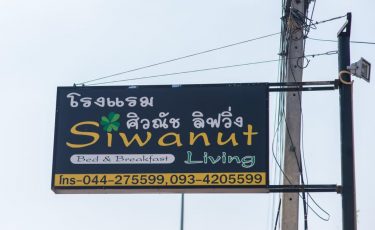 โรงแรม
ศิวณัช ลิฟวิ่ง
Siwanut
Bed & Breakfast Living
โทร-044-275599,093-4205599